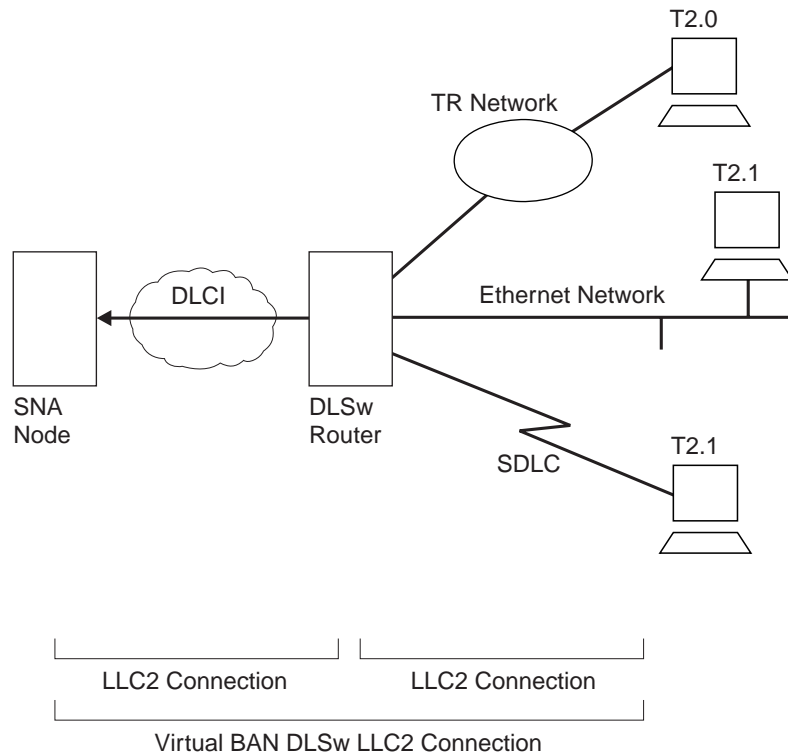 T2.0
TR Network
T2.1
DLCI
Ethernet Network
SNA
Node
DLSw
Router
SDLC
T2.1
LLC2 Connection
LLC2 Connection
Virtual BAN DLSw LLC2 Connection